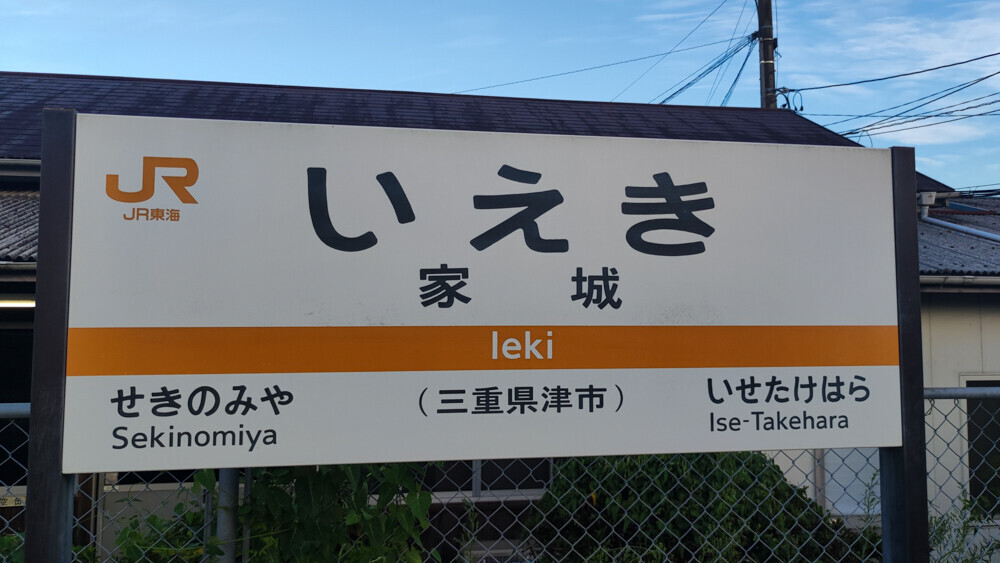 JR
JR東海
いえき
家城
Ieki
せきのみや
Sekinomiya
（三重県津市）
いせたけはら
Ise-Takehara